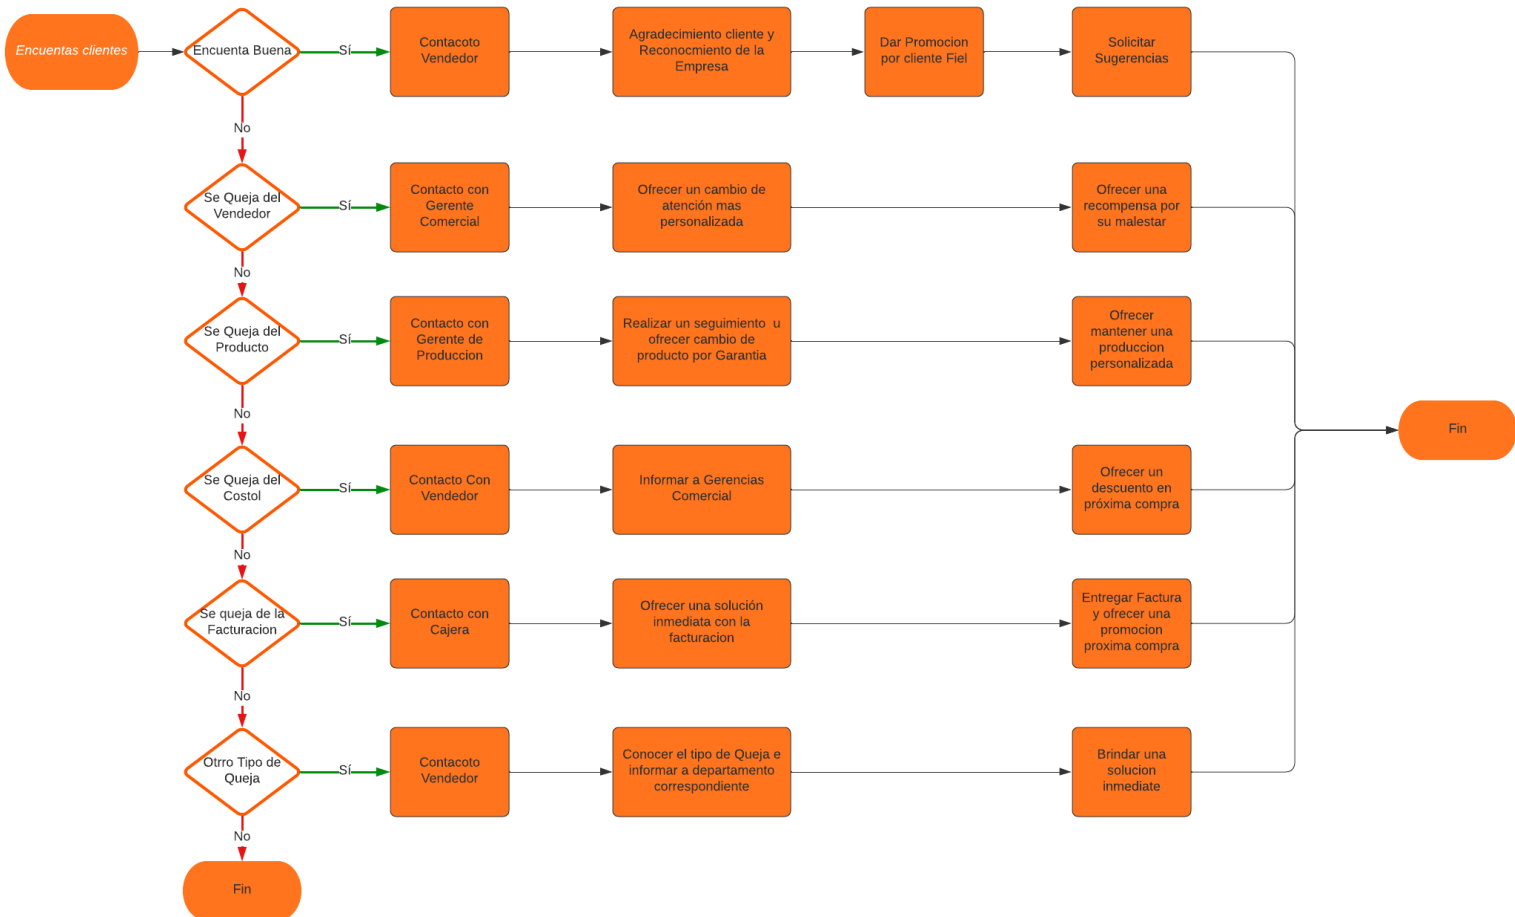 Encuentas clientes
Encuenta Buena
Sí
Contacoto
Vendedor
Agradecimiento cliente y
Reconocmiento de la
Empresa
Dar Promocion
por cliente Fiel
Solicitar
Sugerencias
No
Se Queja del
Vendedor
Sí
Contacto con
Gerente
Comercial
Ofrecer un cambio de
atención mas
personalizada
Ofrecer una
recompensa por
su malestar
No
Se Queja del
Producto
Sí
Contacto con
Gerente de
Produccion
Realizar un seguimiento u
ofrecer cambio de
producto por Garantia
Ofrecer
mantener una
produccion
personalizada
No
Fin
Se Queja del
Costol
Sí
Contacto Con
Vendedor
Informar a Gerencias
Comercial
Ofrecer un
descuento en
próxima compra
No
Se queja de la
Facturacion
Sí
Contacto con
Cajera
Ofrecer una solución
inmediata con la
facturacion
Entregar Factura
y ofrecer una
promocion
proxima compra
No
Otrro Tipo de
Queja
Sí
Contacoto
Vendedor
Conocer el tipo de Queja e
informar a departamento
correspondiente
Brindar una
solucion
inmediate
No
Fin